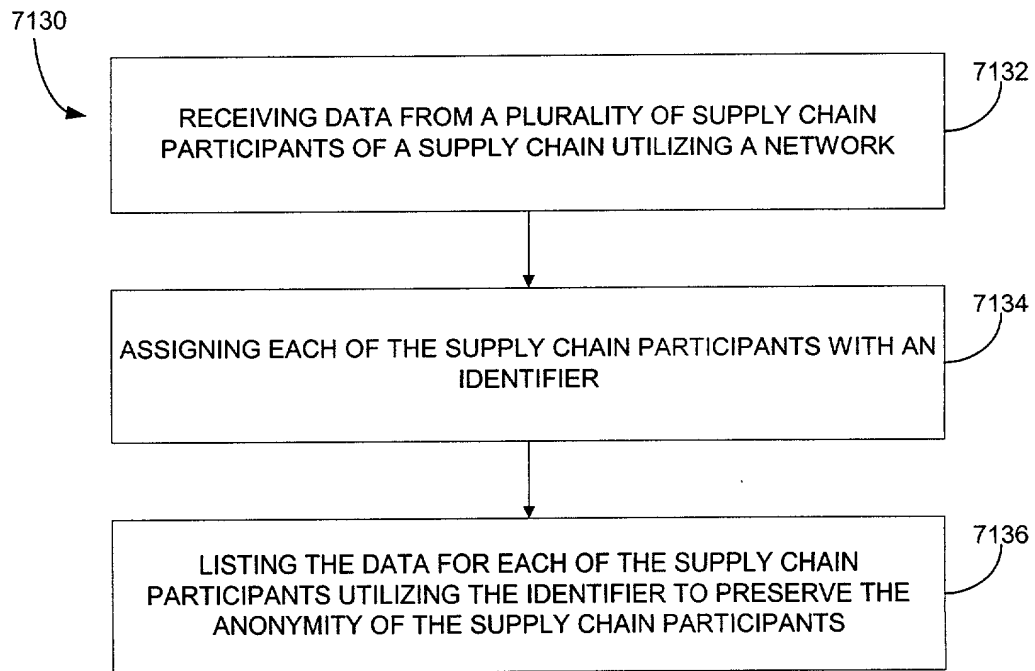 7130
7132
RECEIVING DATA FROM A PLURALITY OF SUPPLY CHAIN
PARTICIPANTS OF A SUPPLY CHAIN UTILIZING A NETWORK
7134
ASSIGNING EACH OF THE SUPPLY CHAIN PARTICIPANTS WITH AN
IDENTIFIER
7136
LISTING THE DATA FOR EACH OF THE SUPPLY CHAIN
PARTICIPANTS UTILIZING THE IDENTIFIER TO PRESERVE THE
ANONYMITY OF THE SUPPLY CHAIN PARTICIPANTS